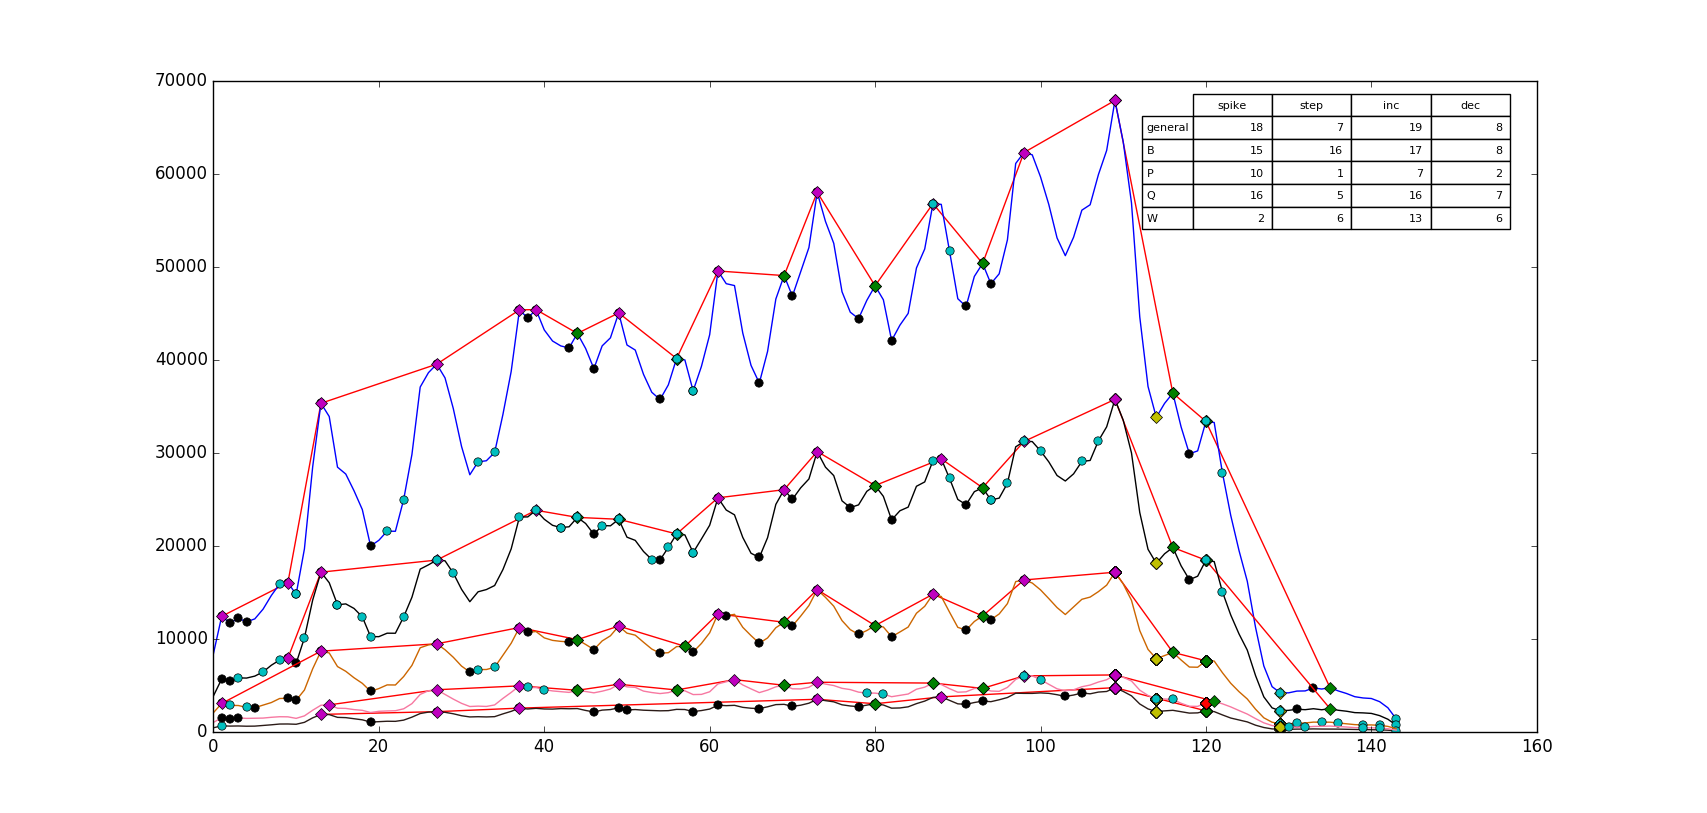 70000
60000
50000
40000
30000
20000
10000
0
0 20 40 60 80 100 120 140 160
spike step inc dec
general 18 7 19 8
B 15 16 17 8
P 10 1 7 2
Q 16 5 16 7
W 2 6 13 6